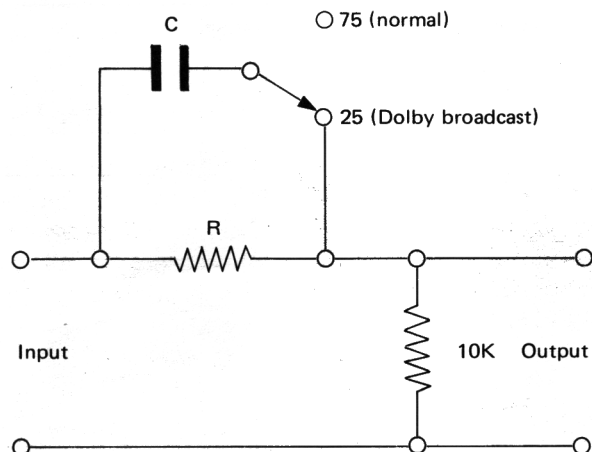 C
75 (normal)
25 (Dolby broadcast)
R
Input
10K
Output